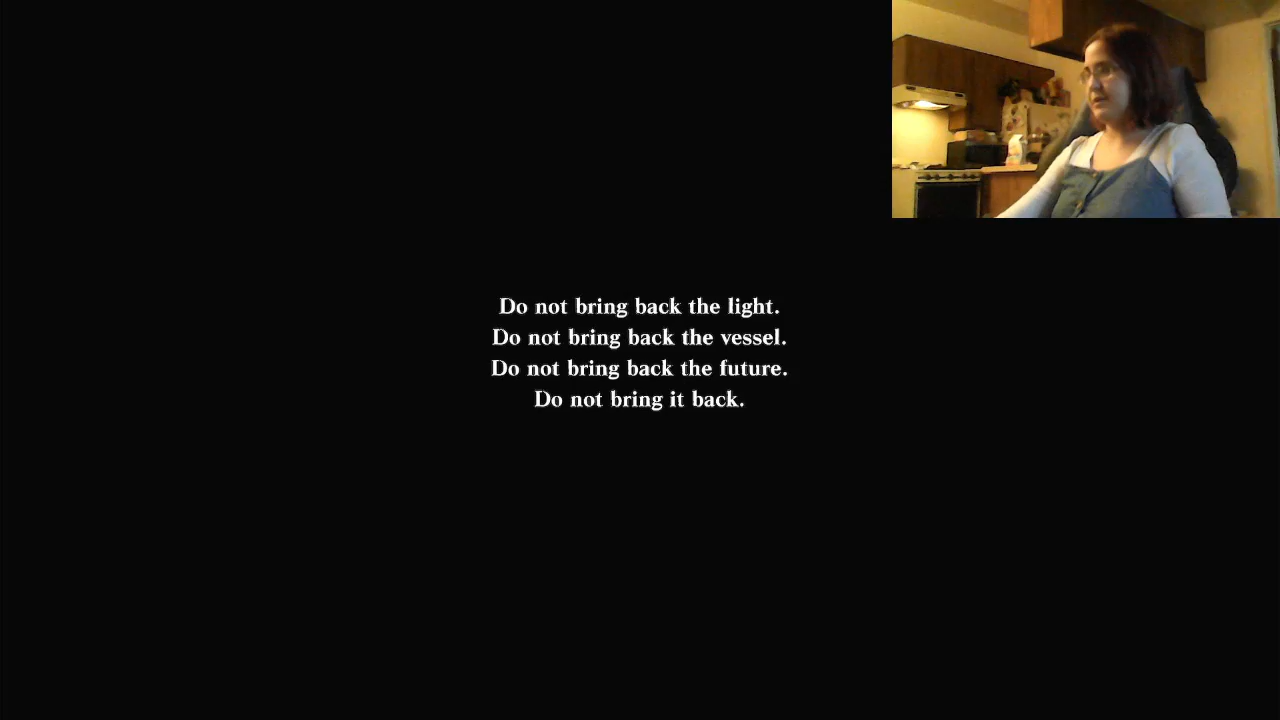 Do not bring back the light.
Do not bring back the vessel.
Do not bring back the future.
Do not bring it back.